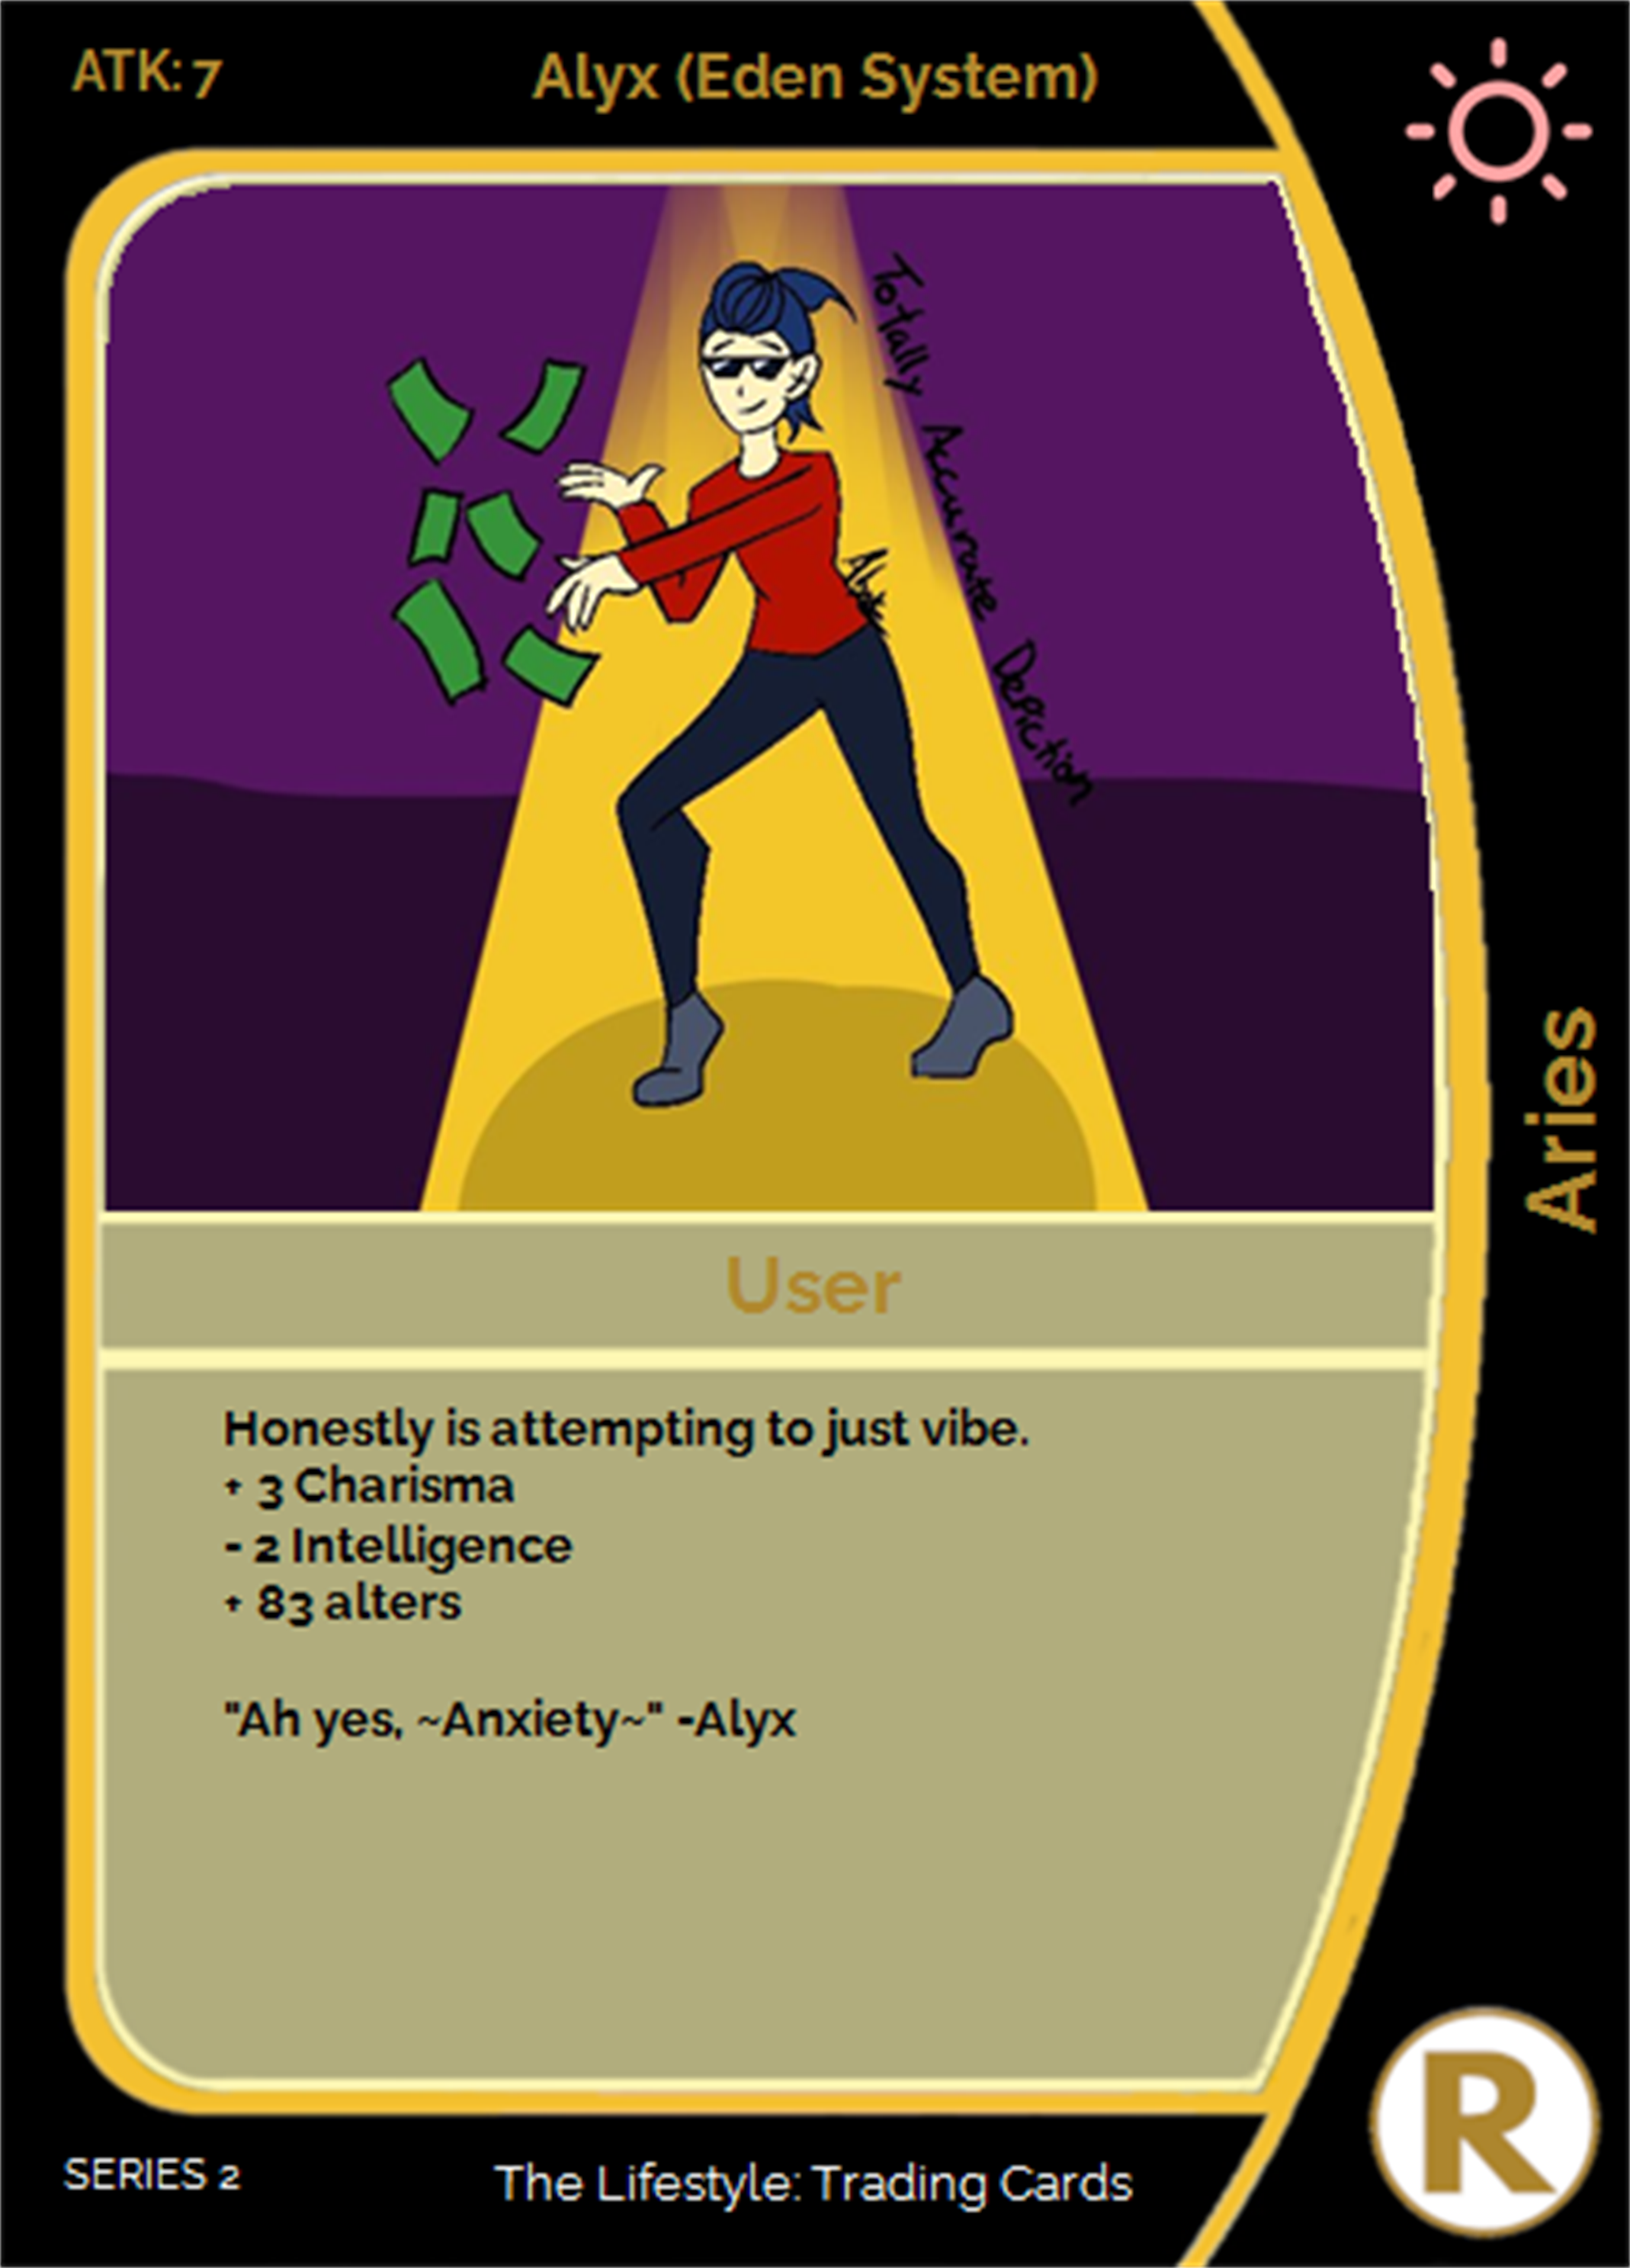 ATK: 7
Alyx (Eden System)
Totally Accurate Depiction
Aries
User
Honestly is attempting to just vibe.
+ 3 Charisma
- 2 Intelligence
+ 83 alters
"Ah yes, ~Anxiety~" -Alyx
SERIES 2
The Lifestyle: Trading Cards
R